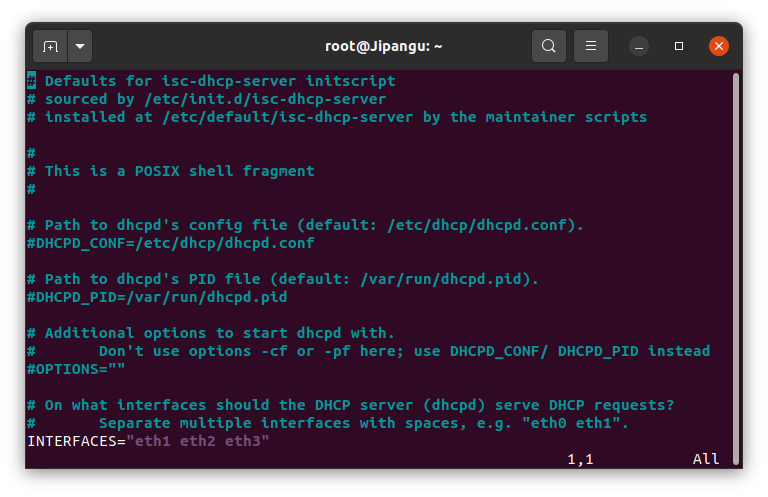 root@Jipangu: ~
# Defaults for isc-dhcp-server initscript
# sourced by /etc/init.d/isc-dhcp-server
# installed at /etc/default/isc-dhcp-server by the maintainer scripts
#
# This is a POSIX shell fragment
#
# Path to dhcpd's config file (default: /etc/dhcp/dhcpd.conf).
#DHCPD_CONF=/etc/dhcp/dhcpd.conf
# Path to dhcpd's PID file (default: /var/run/dhcpd.pid).
#DHCPD_PID=/var/run/dhcpd.pid
# Additional options to start dhcpd with.
#       Don't use options -cf or -pf here; use DHCPD_CONF/ DHCPD_PID instead
#OPTIONS=""
# On what interfaces should the DHCP server (dhcpd) serve DHCP requests?
#       Separate multiple interfaces with spaces, e.g. "eth0 eth1".
INTERFACES="eth1 eth2 eth3"
1,1 All